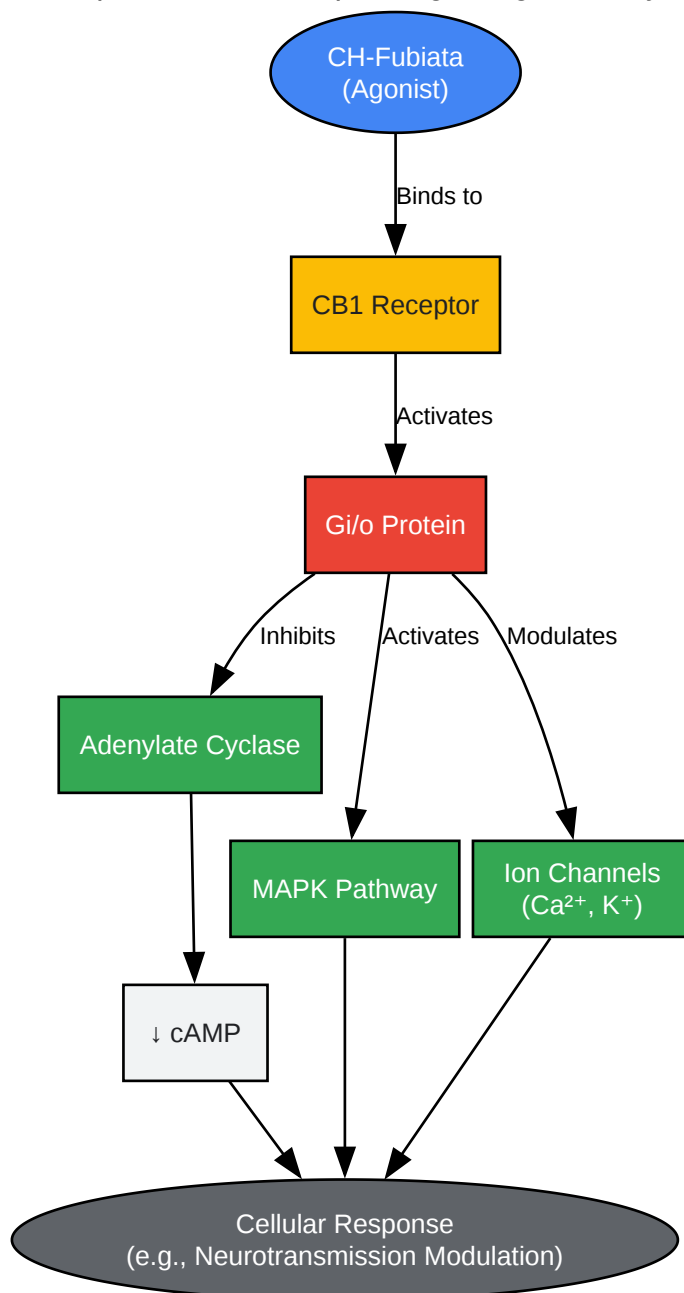 CH-Fubiata
(Agonist)
Binds to
CB1 Receptor
Activates
Gi/o Protein
Inhibits
Activates
Modulates
Adenylate Cyclase
MAPK Pathway
Ion Channels
(Ca²⁺, K⁺)
↓ cAMP
Cellular Response
(e.g., Neurotransmission Modulation)